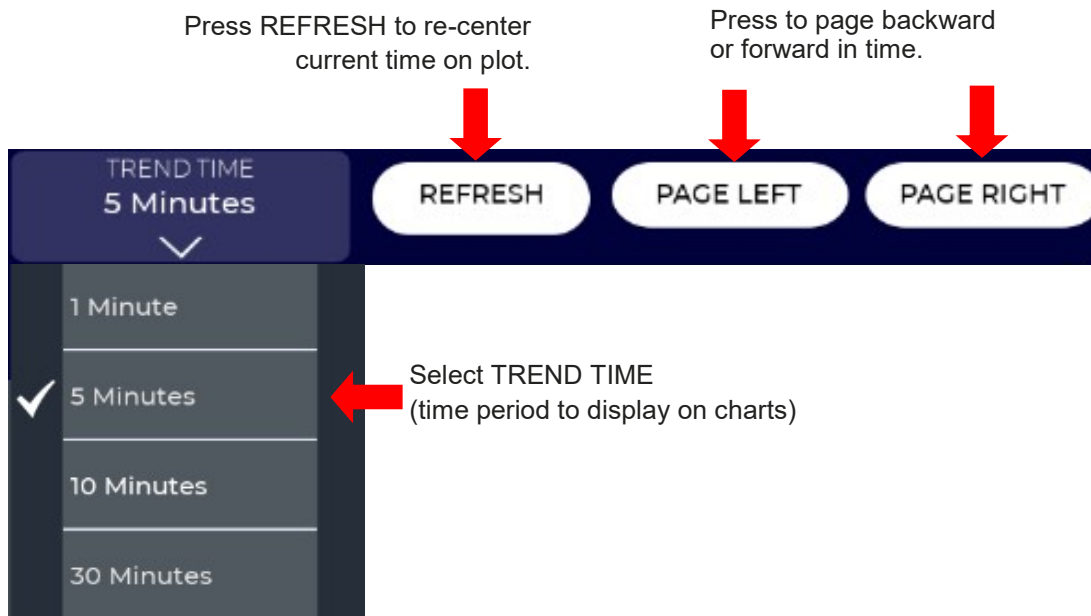 Press REFRESH to re-center
current time on plot.
Press to page backward
or forward in time.
TREND TIME
5 Minutes
REFRESH
PAGE LEFT
PAGE RIGHT
1 Minute
5 Minutes
Select TREND TIME
(time period to display on charts)
10 Minutes
30 Minutes